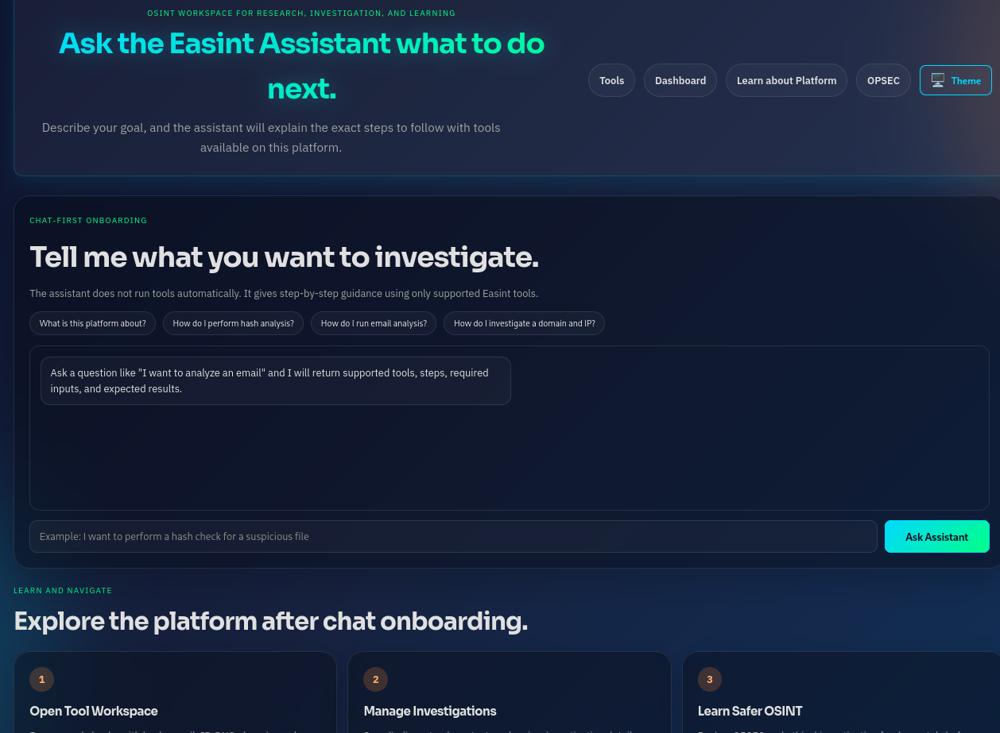 OSINT WORKSPACE FOR RESEARCH, INVESTIGATION, AND LEARNING
Ask the Easint Assistant what to do
next.
Describe your goal, and the assistant will explain the exact steps to follow with tools
available on this platform.
Tools
Dashboard
Learn about Platform
OPSEC
Theme
CHAT-FIRST ONBOARDING
Tell me what you want to investigate.
The assistant does not run tools automatically. It gives step-by-step guidance using only supported Easint tools.
What is this platform about?
How do I perform hash analysis?
How do I run email analysis?
How do I investigate a domain and IP?
Ask a question like "I want to analyze an email" and I will return supported tools, steps, required
inputs, and expected results.
Example: I want to perform a hash check for a suspicious file
Ask Assistant
LEARN AND NAVIGATE
Explore the platform after chat onboarding.
1
Open Tool Workspace
2
Manage Investigations
3
Learn Safer OSINT